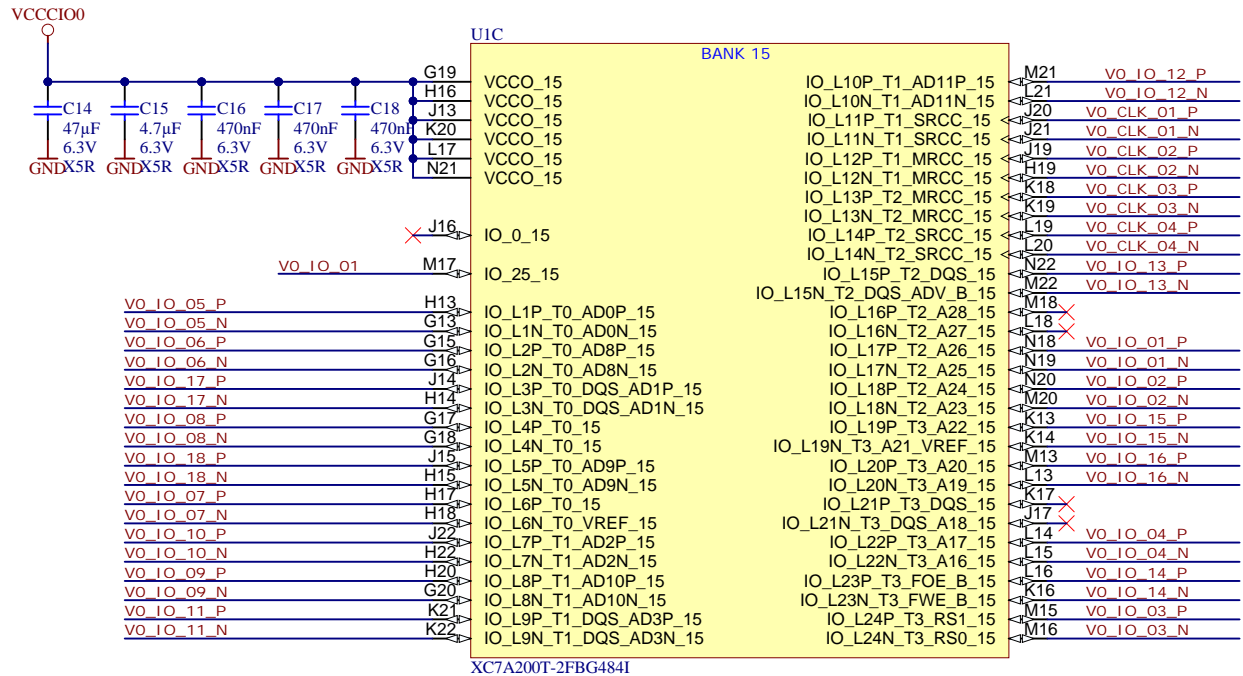 VCCCIO0
U1C
BANK 15
C14
47µF
6.3V
X5R
GND
C15
4.7µF
6.3V
X5R
GND
C16
470nF
6.3V
X5R
GND
C17
470nF
6.3V
X5R
GND
C18
470nF
6.3V
X5R
GND
G19 VCCO_15
H16 VCCO_15
J13 VCCO_15
K20 VCCO_15
L17 VCCO_15
N21 VCCO_15
J16 IO_0_15
V0_IO_01 M17 IO_25_15
V0_IO_05_P H13 IO_L1P_T0_AD0P_15
V0_IO_05_N G13 IO_L1N_T0_AD0N_15
V0_IO_06_P G15 IO_L2P_T0_AD8P_15
V0_IO_06_N G16 IO_L2N_T0_AD8N_15
V0_IO_17_P J14 IO_L3P_T0_DQS_AD1P_15
V0_IO_17_N H14 IO_L3N_T0_DQS_AD1N_15
V0_IO_08_P G17 IO_L4P_T0_15
V0_IO_08_N G18 IO_L4N_T0_15
V0_IO_18_P J15 IO_L5P_T0_AD9P_15
V0_IO_18_N H15 IO_L5N_T0_AD9N_15
V0_IO_07_P H17 IO_L6P_T0_15
V0_IO_07_N H18 IO_L6N_T0_VREF_15
V0_IO_10_P J22 IO_L7P_T1_AD2P_15
V0_IO_10_N H22 IO_L7N_T1_AD2N_15
V0_IO_09_P H20 IO_L8P_T1_AD10P_15
V0_IO_09_N G20 IO_L8N_T1_AD10N_15
V0_IO_11_P K21 IO_L9P_T1_DQS_AD3P_15
V0_IO_11_N K22 IO_L9N_T1_DQS_AD3N_15
IO_L10P_T1_AD11P_15 M21 V0_IO_12_P
IO_L10N_T1_AD11N_15 L21 V0_IO_12_N
IO_L11P_T1_SRCC_15 J20 V0_CLK_01_P
IO_L11N_T1_SRCC_15 J21 V0_CLK_01_N
IO_L12P_T1_MRCC_15 J19 V0_CLK_02_P
IO_L12N_T1_MRCC_15 H19 V0_CLK_02_N
IO_L13P_T2_MRCC_15 K18 V0_CLK_03_P
IO_L13N_T2_MRCC_15 K19 V0_CLK_03_N
IO_L14P_T2_SRCC_15 L19 V0_CLK_04_P
IO_L14N_T2_SRCC_15 L20 V0_CLK_04_N
IO_L15P_T2_DQS_15 N22 V0_IO_13_P
IO_L15N_T2_DQS_ADV_B_15 M22 V0_IO_13_N
IO_L16P_T2_A28_15 M18
IO_L16N_T2_A27_15 L18
IO_L17P_T2_A26_15 N18 V0_IO_01_P
IO_L17N_T2_A25_15 N19 V0_IO_01_N
IO_L18P_T2_A24_15 N20 V0_IO_02_P
IO_L18N_T2_A23_15 M20 V0_IO_02_N
IO_L19P_T3_A22_15 K13 V0_IO_15_P
IO_L19N_T3_A21_VREF_15 K14 V0_IO_15_N
IO_L20P_T3_A20_15 M13 V0_IO_16_P
IO_L20N_T3_A19_15 L13 V0_IO_16_N
IO_L21P_T3_DQS_15 K17
IO_L21N_T3_DQS_A18_15 J17
IO_L22P_T3_A17_15 L14 V0_IO_04_P
IO_L22N_T3_A16_15 L15 V0_IO_04_N
IO_L23P_T3_FOE_B_15 L16 V0_IO_14_P
IO_L23N_T3_FWE_B_15 K16 V0_IO_14_N
IO_L24P_T3_RS1_15 M15 V0_IO_03_P
IO_L24N_T3_RS0_15 M16 V0_IO_03_N
XC7A200T-2FBG484I